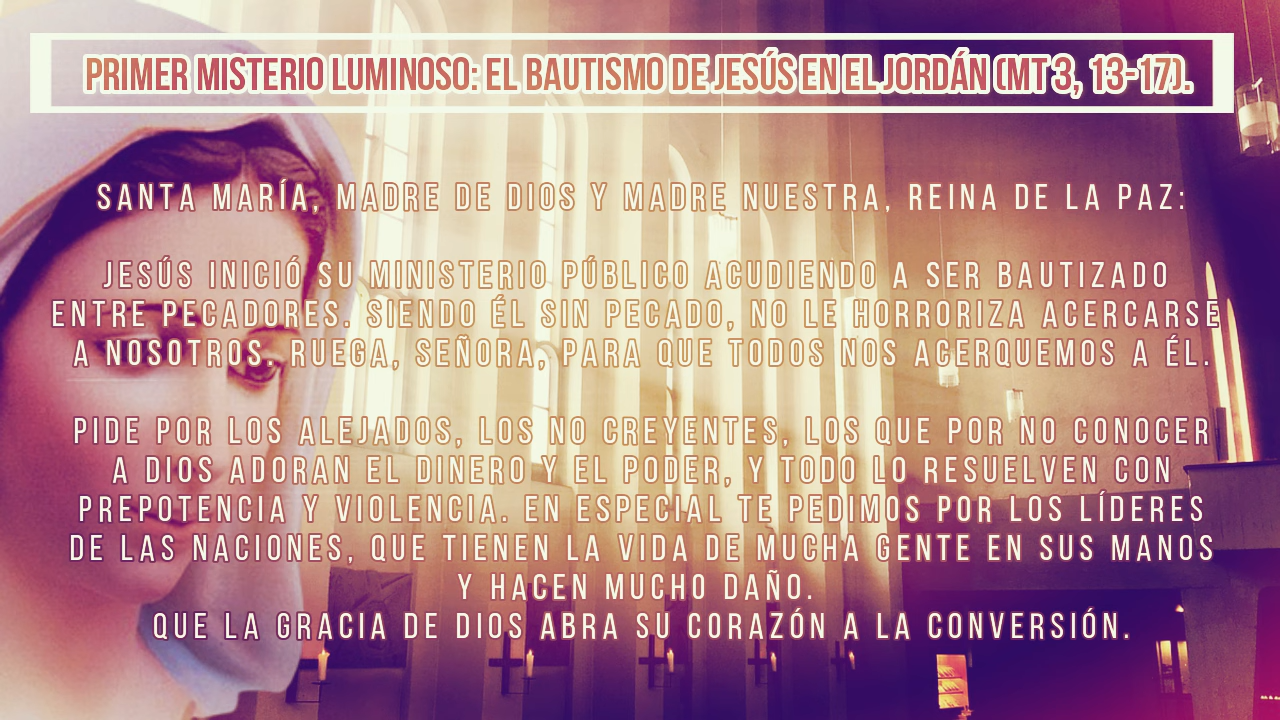 PRIMER MISTERIO LUMINOSO: EL BAUTISMO DE JESÚS EN EL JORDÁN (MT 3, 13-17).
SANTA MARÍA, MADRE DE DIOS Y MADRE NUESTRA, REINA DE LA PAZ:
JESÚS INICIÓ SU MINISTERIO PÚBLICO ACUDIENDO A SER BAUTIZADO
ENTRE PECADORES. SIENDO ÉL SIN PECADO, NO LE HORRORIZA ACERCARSE
A NOSOTROS. RUEGA, SEÑORA, PARA QUE TODOS NOS ACERQUEMOS A ÉL.
PIDE POR LOS ALEJADOS, LOS NO CREYENTES, LOS QUE POR NO CONOCER
A DIOS ADORAN EL DINERO Y EL PODER, Y TODO LO RESUELVEN CON
PREPOTENCIA Y VIOLENCIA. EN ESPECIAL TE PEDIMOS POR LOS LÍDERES
DE LAS NACIONES, QUE TIENEN LA VIDA DE MUCHA GENTE EN SUS MANOS
Y HACEN MUCHO DAÑO.
QUE LA GRACIA DE DIOS ABRA SU CORAZÓN A LA CONVERSIÓN.